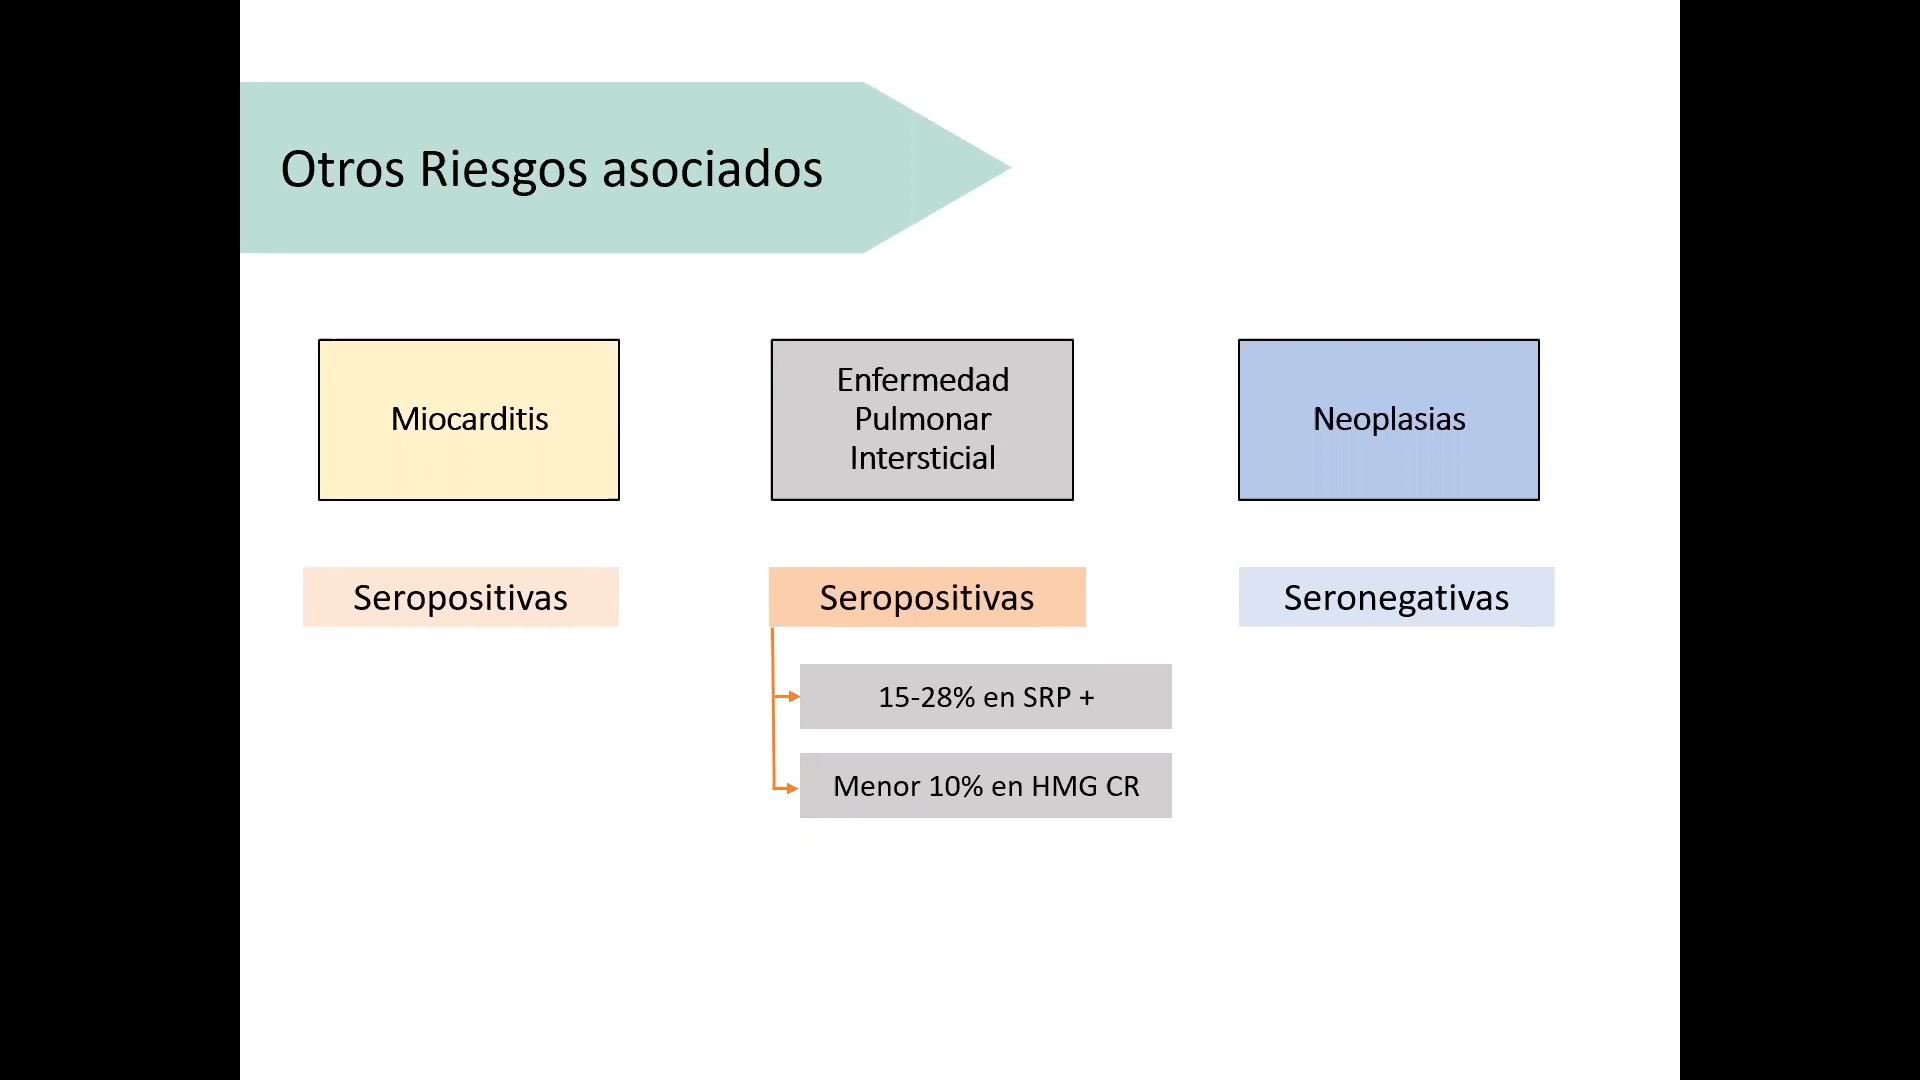 Otros Riesgos asociados
Miocarditis
Enfermedad
Pulmonar
Intersticial
Neoplasias
Seropositivas
Seropositivas
Seronegativas
15-28% en SRP +
Menor 10% en HMG CR